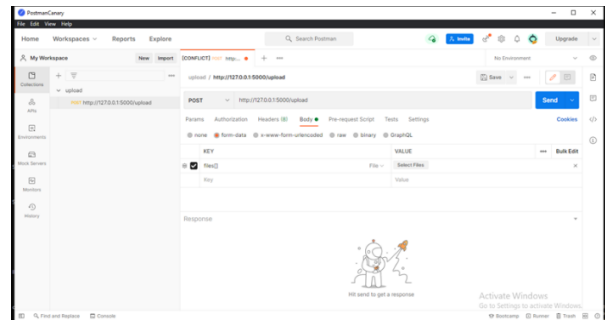 PostmanCanary
File Edit View Help
Home Workspaces Reports Explore
Search Postman
Invite
Upgrade
My Workspace
New Import
[CONFLICT] POST http... + ...
No Environment
Collections
upload / http://127.0.0.1:5000/upload
Save
upload
POST http://127.0.0.1:5000/upload
APIs
POST http://127.0.0.1:5000/upload
Send
Environments
Params Authorization Headers (8) Body Pre-request Script Tests Settings
Cookies
none form-data x-www-form-urlencoded raw binary GraphQL
Mock Servers
KEY VALUE ... Bulk Edit
files[] File Select Files
Monitors
Key Value
History
Response
Hit send to get a response
Activate Windows
Go to Settings to activate Windows.
Find and Replace Console
Bootcamp Runner Trash